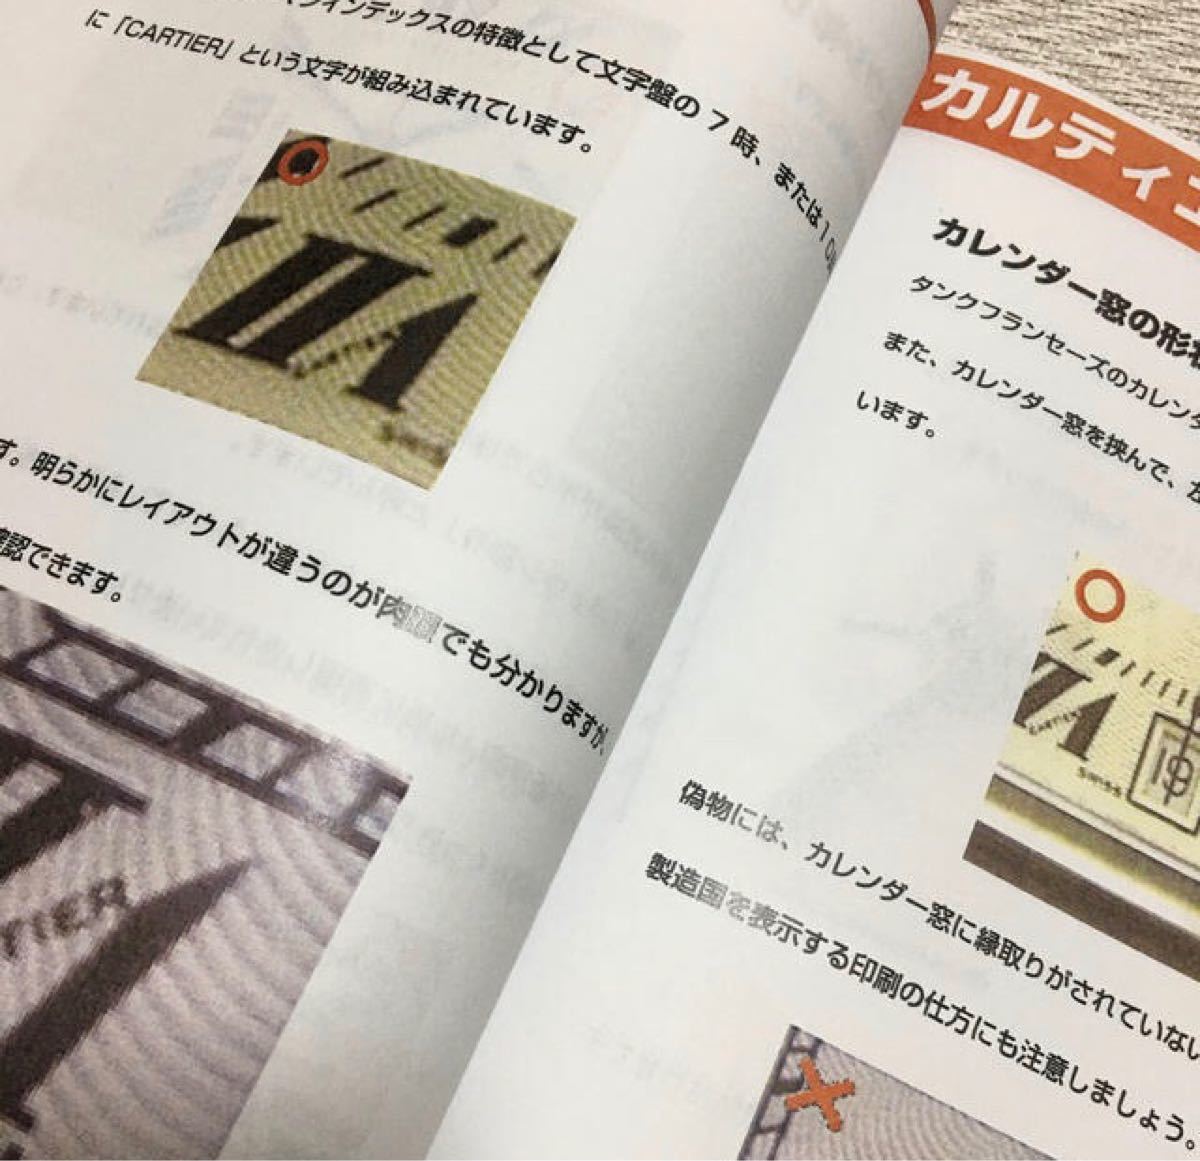 インデックスの特徴として文字盤の 7 時、または10
に「CARTIER」という文字が組み込まれています。
す。明らかにレイアウトが違うのが肉眼でも分かりますが、
確認できます。
TIER
カルティエ
カレンダー窓の形状
タンクフランセーズのカレンダ
また、カレンダー窓を挟んで、左
います。
CARTIER
SWISS
19
偽物には、カレンダー窓に縁取りがされていない
製造国を表示する印刷の仕方にも注意しましょう。